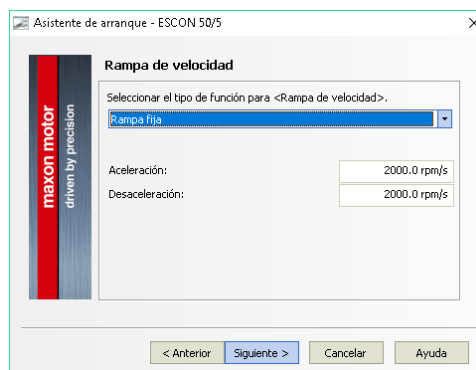 Asistente de arranque - ESCON 50/5
maxon motor
driven by precision
Rampa de velocidad
Seleccionar el tipo de función para <Rampa de velocidad>.
Rampa fija
Aceleración: 2000.0 rpm/s
Desaceleración: 2000.0 rpm/s
< Anterior Siguiente > Cancelar Ayuda